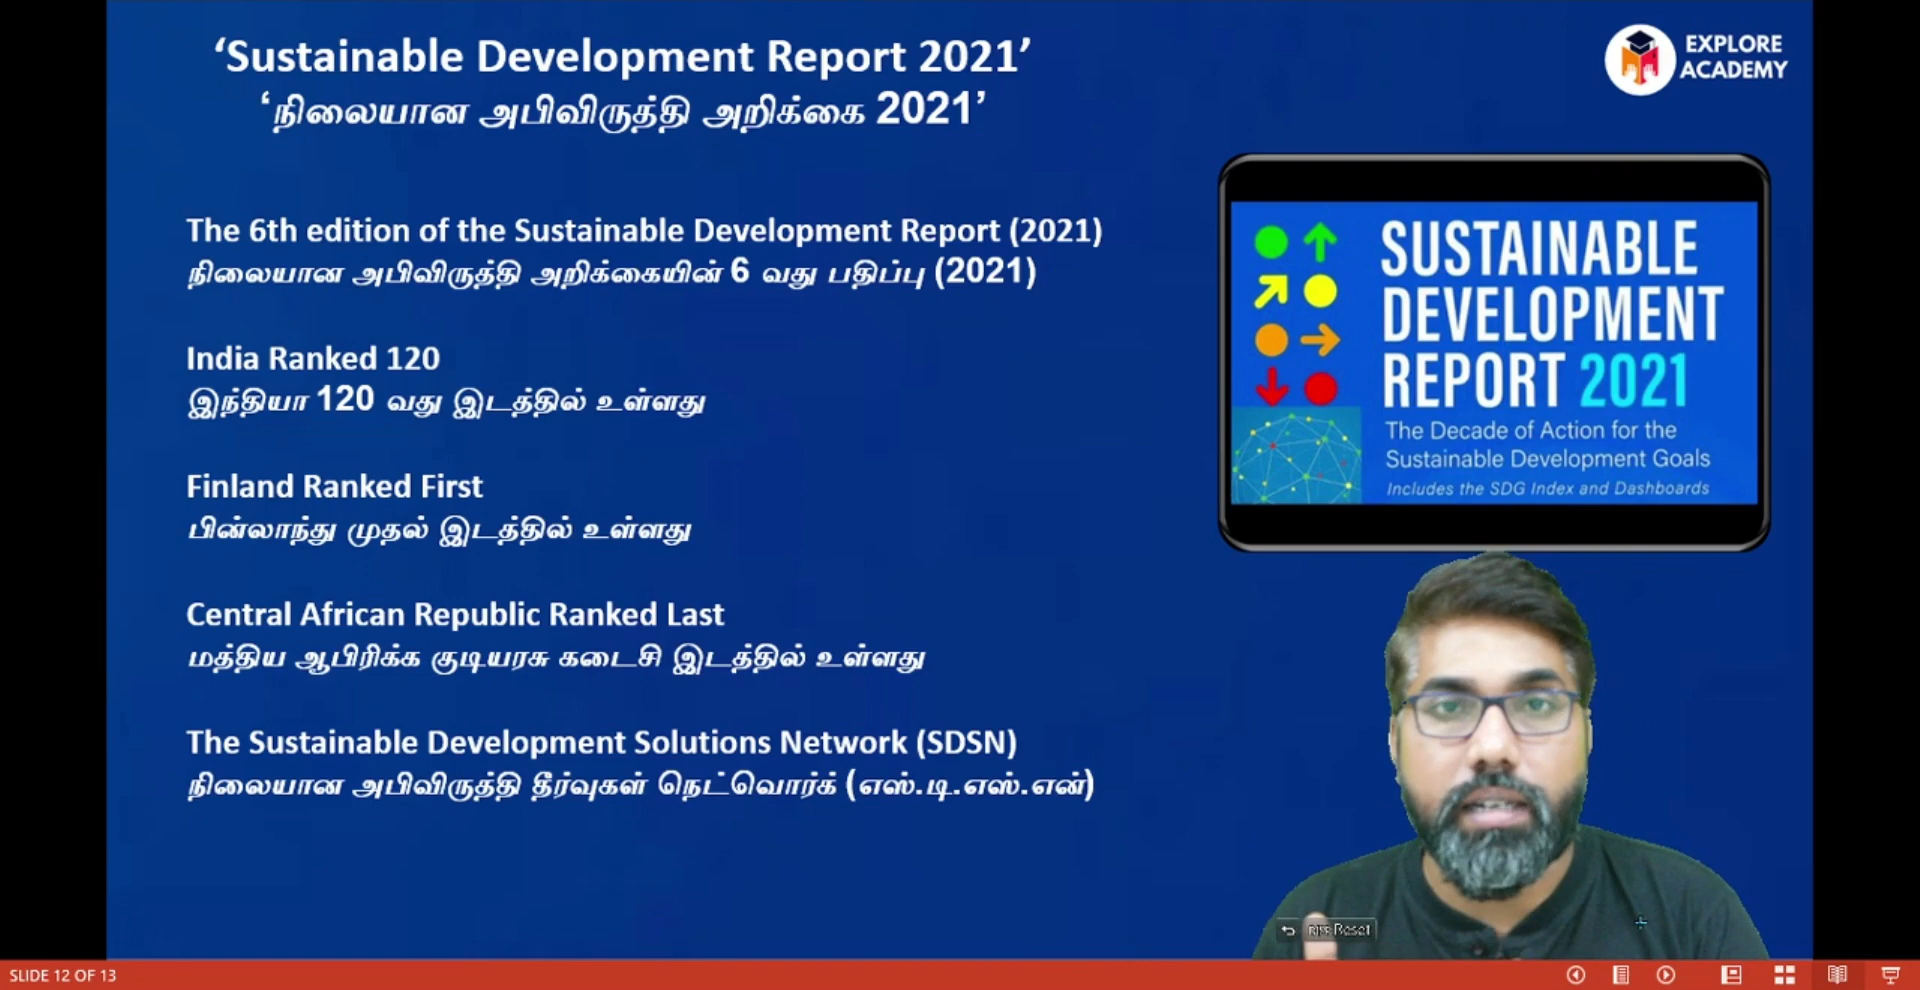 ‘Sustainable Development Report 2021’
‘நிலையான அபிவிருத்தி அறிக்கை 2021’
EXPLORE
ACADEMY
The 6th edition of the Sustainable Development Report (2021)
நிலையான அபிவிருத்தி அறிக்கையின் 6 வது பதிப்பு (2021)
India Ranked 120
இந்தியா 120 வது இடத்தில் உள்ளது
Finland Ranked First
பின்லாந்து முதல் இடத்தில் உள்ளது
Central African Republic Ranked Last
மத்திய ஆபிரிக்க குடியரசு கடைசி இடத்தில் உள்ளது
The Sustainable Development Solutions Network (SDSN)
நிலையான அபிவிருத்தி தீர்வுகள் நெட்வொர்க் (எஸ்.டி.எஸ்.என்)
SUSTAINABLE
DEVELOPMENT
REPORT 2021
The Decade of Action for the
Sustainable Development Goals
Includes the SDG Index and Dashboards
Reset
SLIDE 12 OF 13